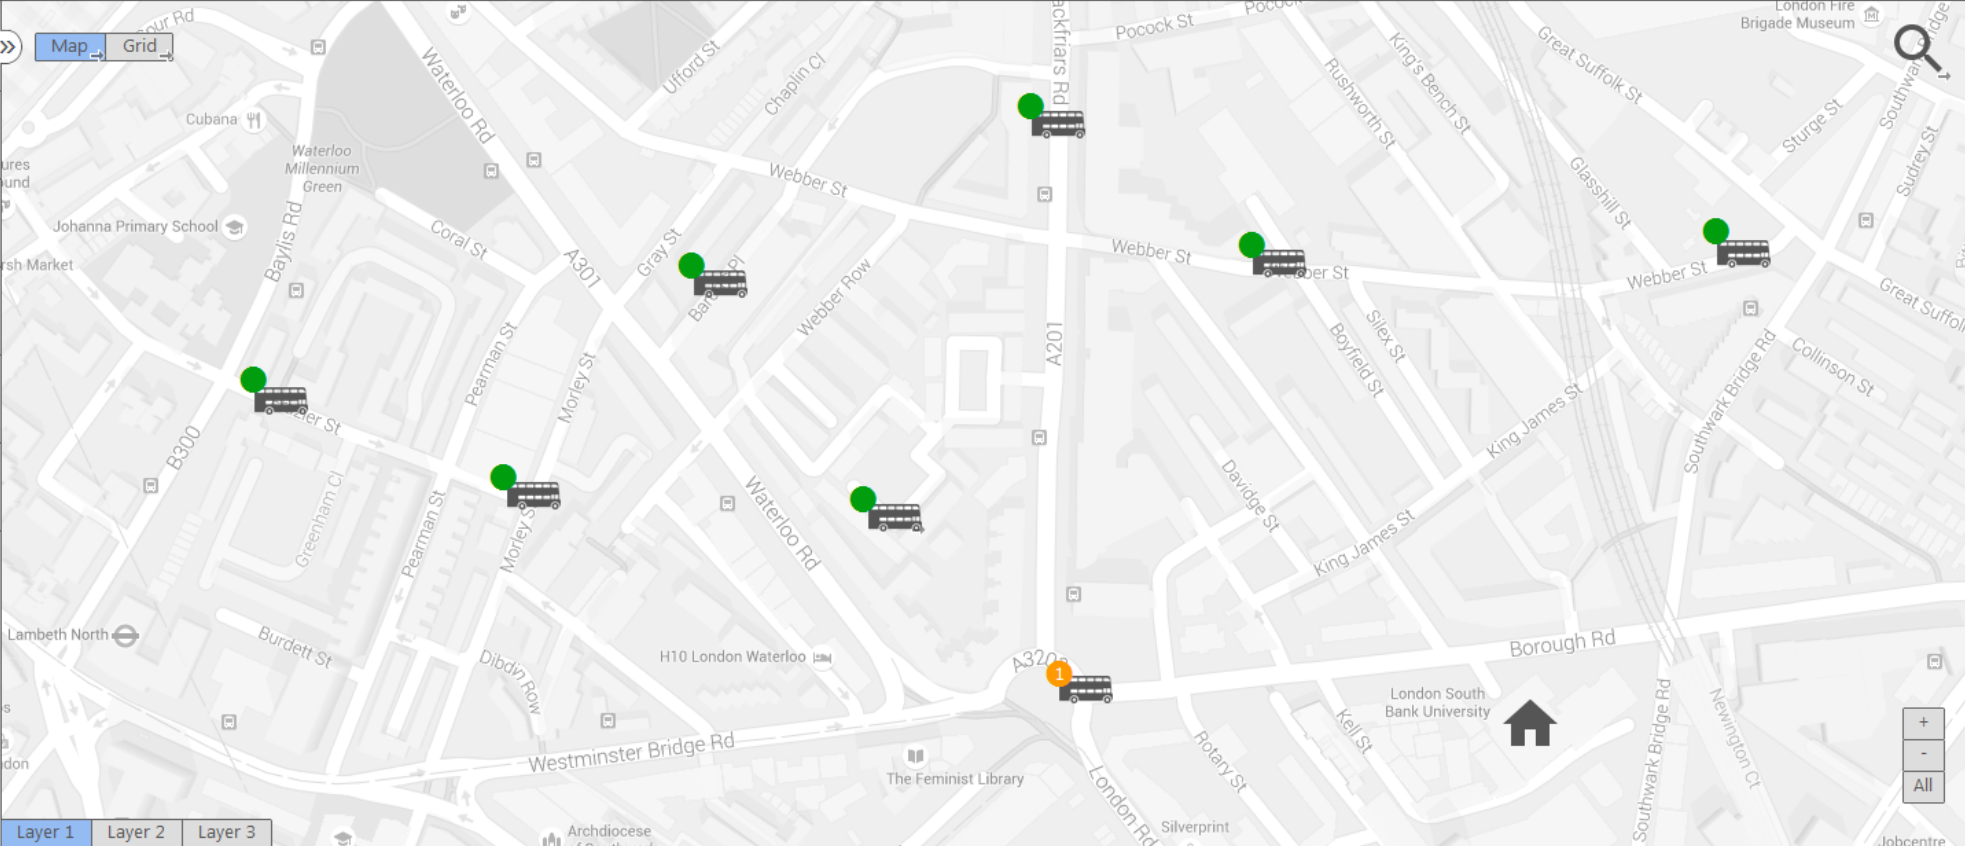 London Fire
Brigade Museum
Pocock St
Spour Rd
Map
Grid
Waterloo Rd
Ufford St
Chaplin Cl
Rushworth St
King's Bench St
Great Suffolk St
Sturge St
Sudrey St
Cubana
Waterloo
Millennium
Green
Webber St
Glasshill St
Johanna Primary School
Baylis Rd
Coral St
A301
Gray St
Webber Row
Webber St
Webber St
Great Suffolk
A201
Silex St
Boyfield St
Collinson St
Southwark Bridge Rd
Pearman St
Morley St
B300
King James St
Davidge St
Greenham Cl
Pearman St
Morley St
Waterloo Rd
King James St
Lambeth North
Burdett St
Dibdin Row
H10 London Waterloo
1
Borough Rd
London South
Bank University
Southwark Bridge Rd
Newington Ct
Kell St
Rotary St
Westminster Bridge Rd
The Feminist Library
London Rd
+
-
All
Silverprint
Archdiocese
Jobcentre
Layer 1
Layer 2
Layer 3